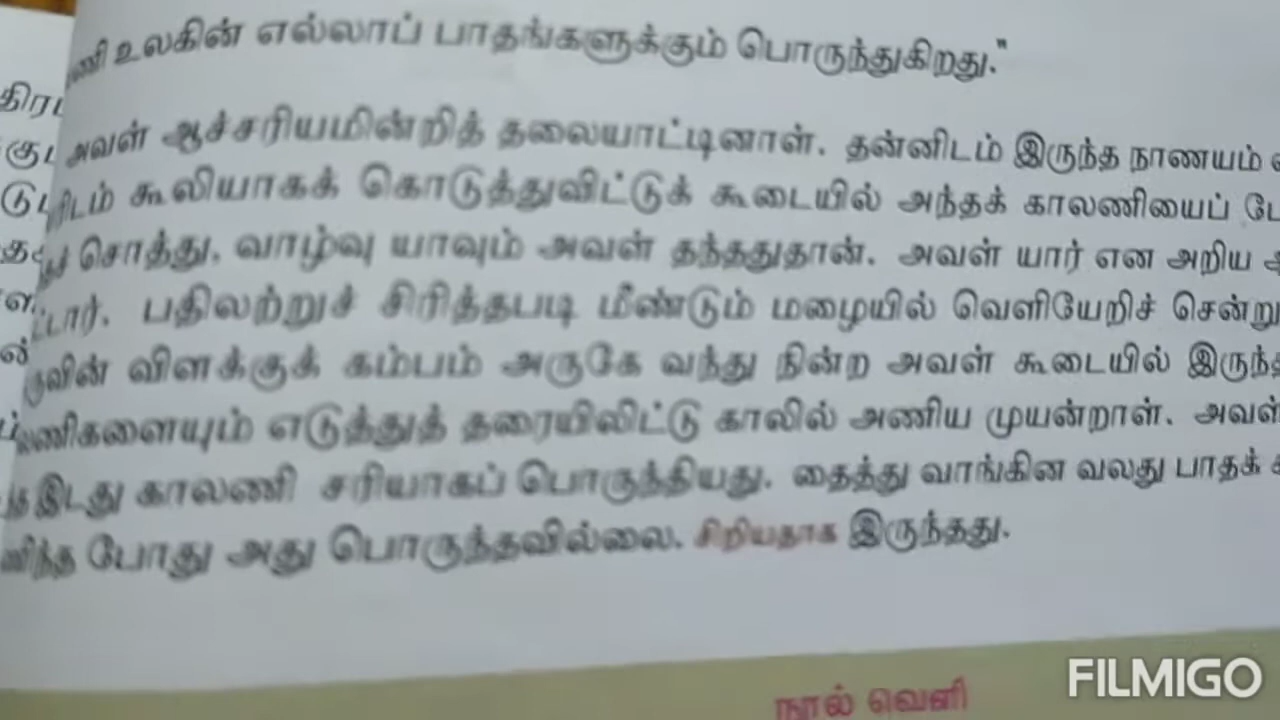 உலகின் எல்லாப் பாதங்களுக்கும் பொருந்துகிறது."
அவள் ஆச்சரியமின்றித் தலையாட்டினாள். தன்னிடம் இருந்த நாணயம்
கூலியாகக் கொடுத்துவிட்டுக் கூடையில் அந்தக் காலணியைப்
சொத்து, வாழ்வு யாவும் அவள் தந்ததுதான். அவள் யார் என அறிய
பதிலற்றுச் சிரித்தபடி மீண்டும் மழையில் வெளியேறிச் சென்று
விளக்குக் கம்பம் அருகே வந்து நின்ற அவள் கூடையில்
எடுத்துத் தரையிலிட்டு காலில் அணிய முயன்றாள். அவள்
இடது காலணி சரியாகப் பொருந்தியது. தைத்து வாங்கின வலது பாதக்
போது அது பொருந்தவில்லை. சிறியதாக இருந்தது.
நூல் வெளி
FILMIGO